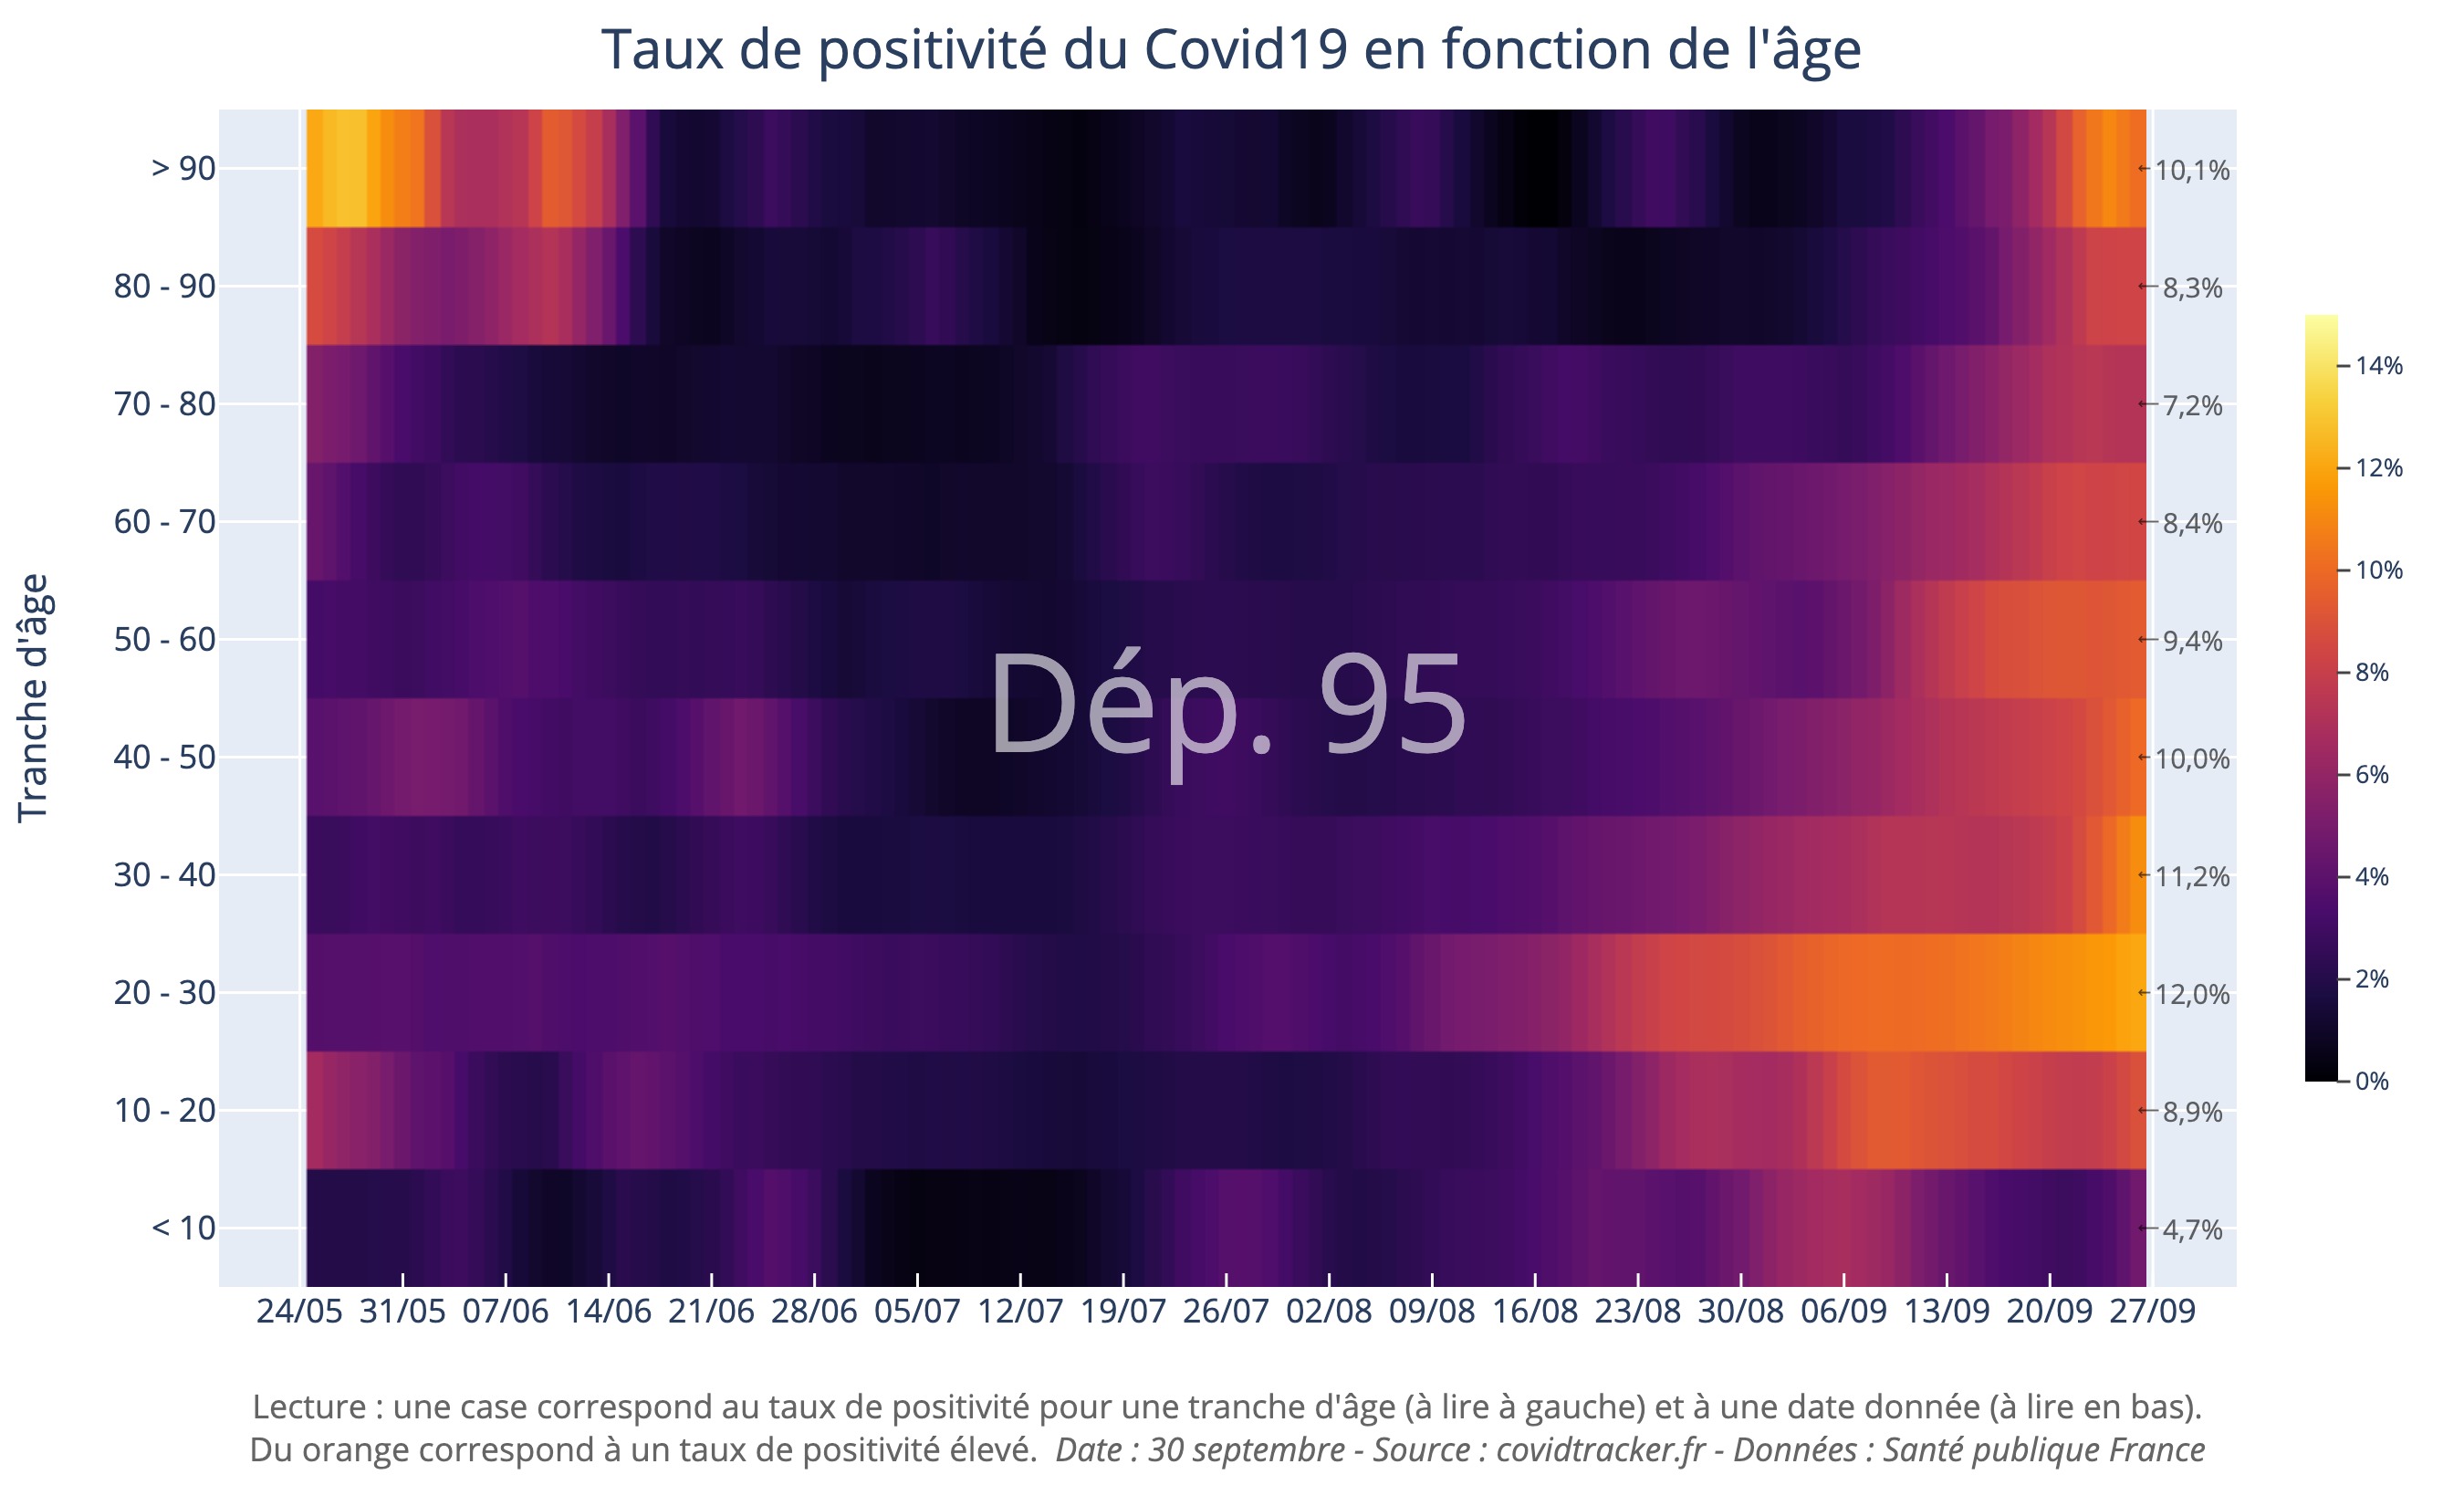 Taux de positivité du Covid19 en fonction de l'âge
Tranche d'âge
> 90
80 - 90
70 - 80
60 - 70
50 - 60
40 - 50
30 - 40
20 - 30
10 - 20
< 10
Dép. 95
←10,1%
←8,3%
←7,2%
←8,4%
←9,4%
←10,0%
←11,2%
←12,0%
←8,9%
←4,7%
14%
12%
10%
8%
6%
4%
2%
0%
24/05 31/05 07/06 14/06 21/06 28/06 05/07 12/07 19/07 26/07 02/08 09/08 16/08 23/08 30/08 06/09 13/09 20/09 27/09
Lecture : une case correspond au taux de positivité pour une tranche d'âge (à lire à gauche) et à une date donnée (à lire en bas).
Du orange correspond à un taux de positivité élevé. Date : 30 septembre - Source : covidtracker.fr - Données : Santé publique France